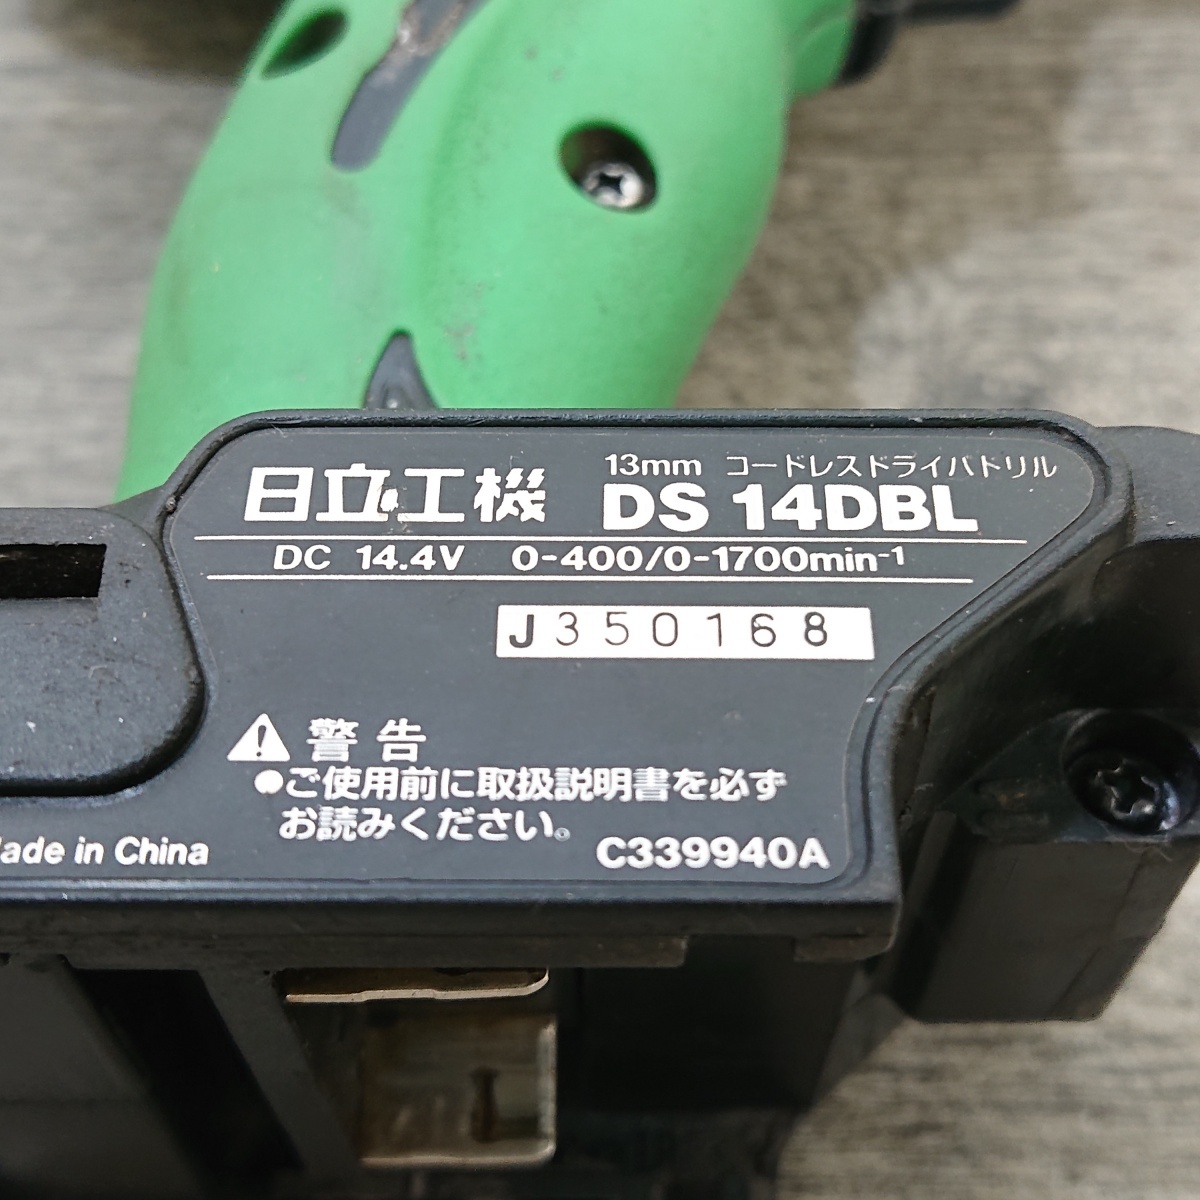 日立工機 13mm コードレスドライバドリル
DS 14DBL
DC 14.4V 0-400/0-1700min⁻¹
J350168
警告
●ご使用前に取扱説明書を必ず
お読みください。
in China
C339940A